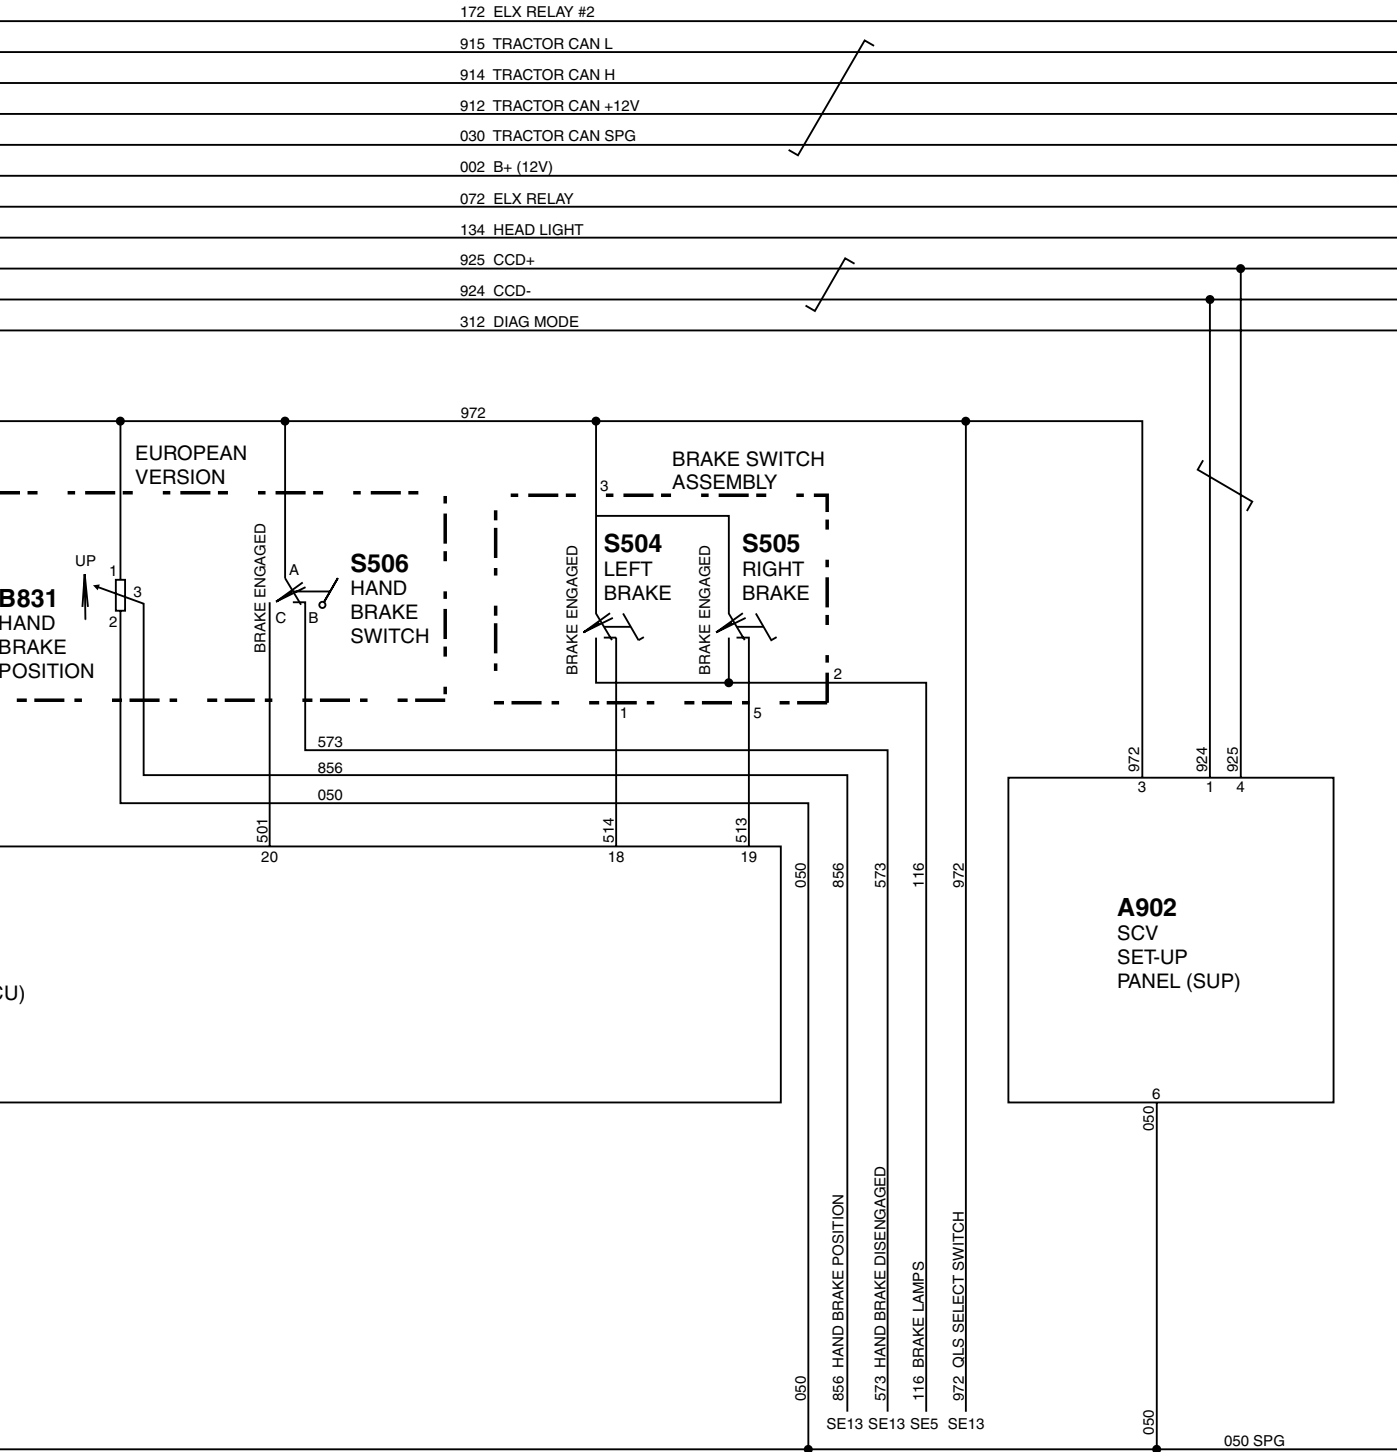 172 ELX RELAY #2
915 TRACTOR CAN L
914 TRACTOR CAN H
912 TRACTOR CAN +12V
030 TRACTOR CAN SPG
002 B+ (12V)
072 ELX RELAY
134 HEAD LIGHT
925 CCD+
924 CCD-
312 DIAG MODE
972
EUROPEAN
VERSION
BRAKE SWITCH
ASSEMBLY
3
UP
1
3
2
B831
HAND
BRAKE
POSITION
BRAKE ENGAGED
A
C
B
S506
HAND
BRAKE
SWITCH
BRAKE ENGAGED
S504
LEFT
BRAKE
BRAKE ENGAGED
S505
RIGHT
BRAKE
2
1
5
573
856
050
501
514
513
20
18
19
972
924
925
3
1
4
050
856
573
116
972
A902
SCV
SET-UP
PANEL (SUP)
CU)
6
050
050
856 HAND BRAKE POSITION
573 HAND BRAKE DISENGAGED
116 BRAKE LAMPS
972 QLS SELECT SWITCH
050
SE13 SE13 SE5 SE13
050 SPG